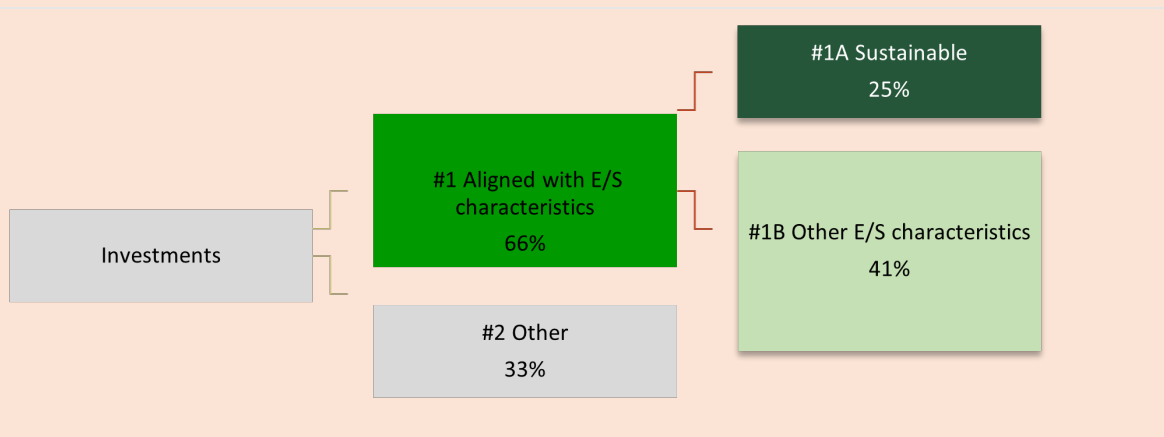 Investments
#1 Aligned with E/S
characteristics
66%
#2 Other
33%
#1A Sustainable
25%
#1B Other E/S characteristics
41%